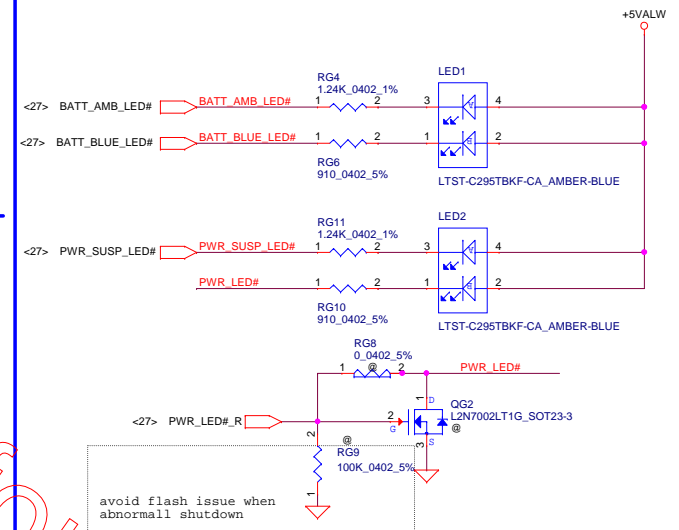 +5VALW
RG4
1.24K_0402_1%
LED1
<27> BATT_AMB_LED# BATT_AMB_LED# 1 2 3 4
<27> BATT_BLUE_LED# BATT_BLUE_LED# 1 2 1 2
RG6
910_0402_5%
LTST-C295TBKF-CA_AMBER-BLUE
RG11
1.24K_0402_1%
LED2
<27> PWR_SUSP_LED# PWR_SUSP_LED# 1 2 3 4
PWR_LED# 1 2 1 2
RG10
910_0402_5%
LTST-C295TBKF-CA_AMBER-BLUE
RG8
0_0402_5%
1 @ 2 PWR_LED#
1 D
QG2
L2N7002LT1G_SOT23-3
@
<27> PWR_LED#_R 2 G
3 S
2 @
RG9
100K_0402_5%
1
avoid flash issue when
abnormall shutdown